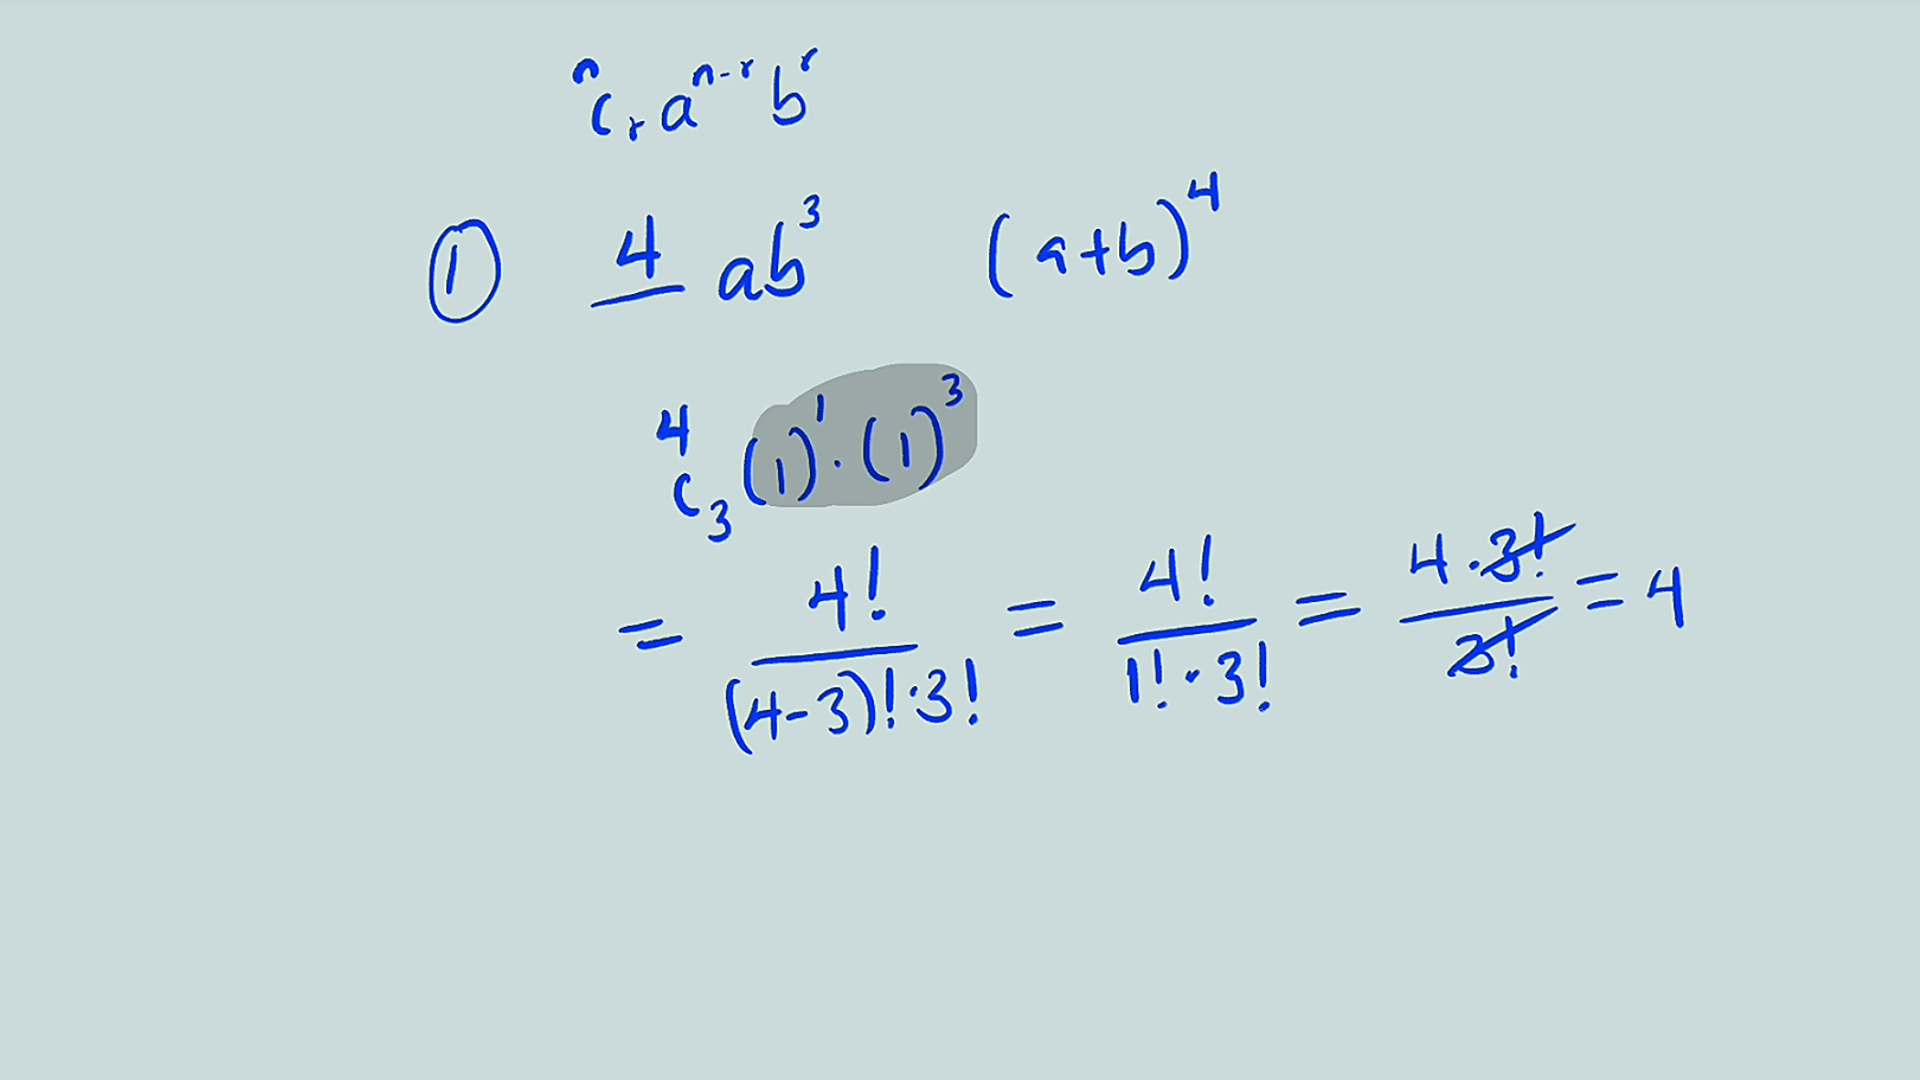 ⁿCᵣ aⁿ⁻ʳ bʳ
① 4 ab³ (a+b)⁴
⁴C₃ (1)¹ · (1)³
= 4! / (4-3)! · 3! = 4! / 1! · 3! = 4 · 3! / 3! = 4